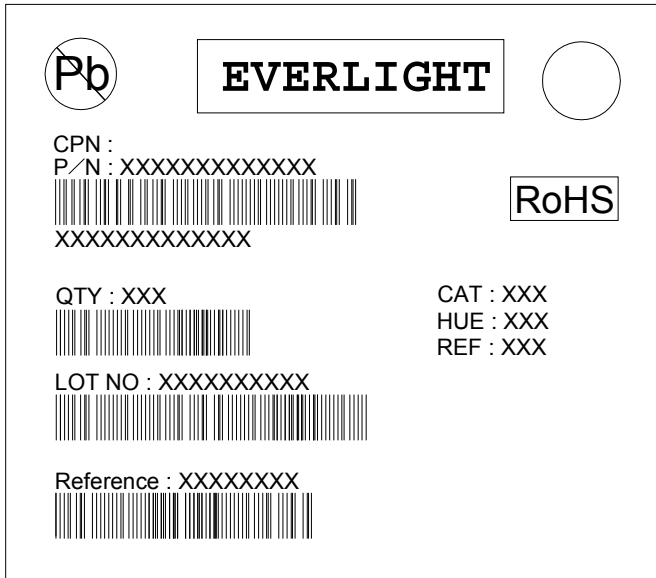 Pb
EVERLIGHT
CPN :
P/N : XXXXXXXXXXXXX
RoHS
XXXXXXXXXXXXX
QTY : XXX
CAT : XXX
HUE : XXX
REF : XXX
LOT NO : XXXXXXXXXX
Reference : XXXXXXXX